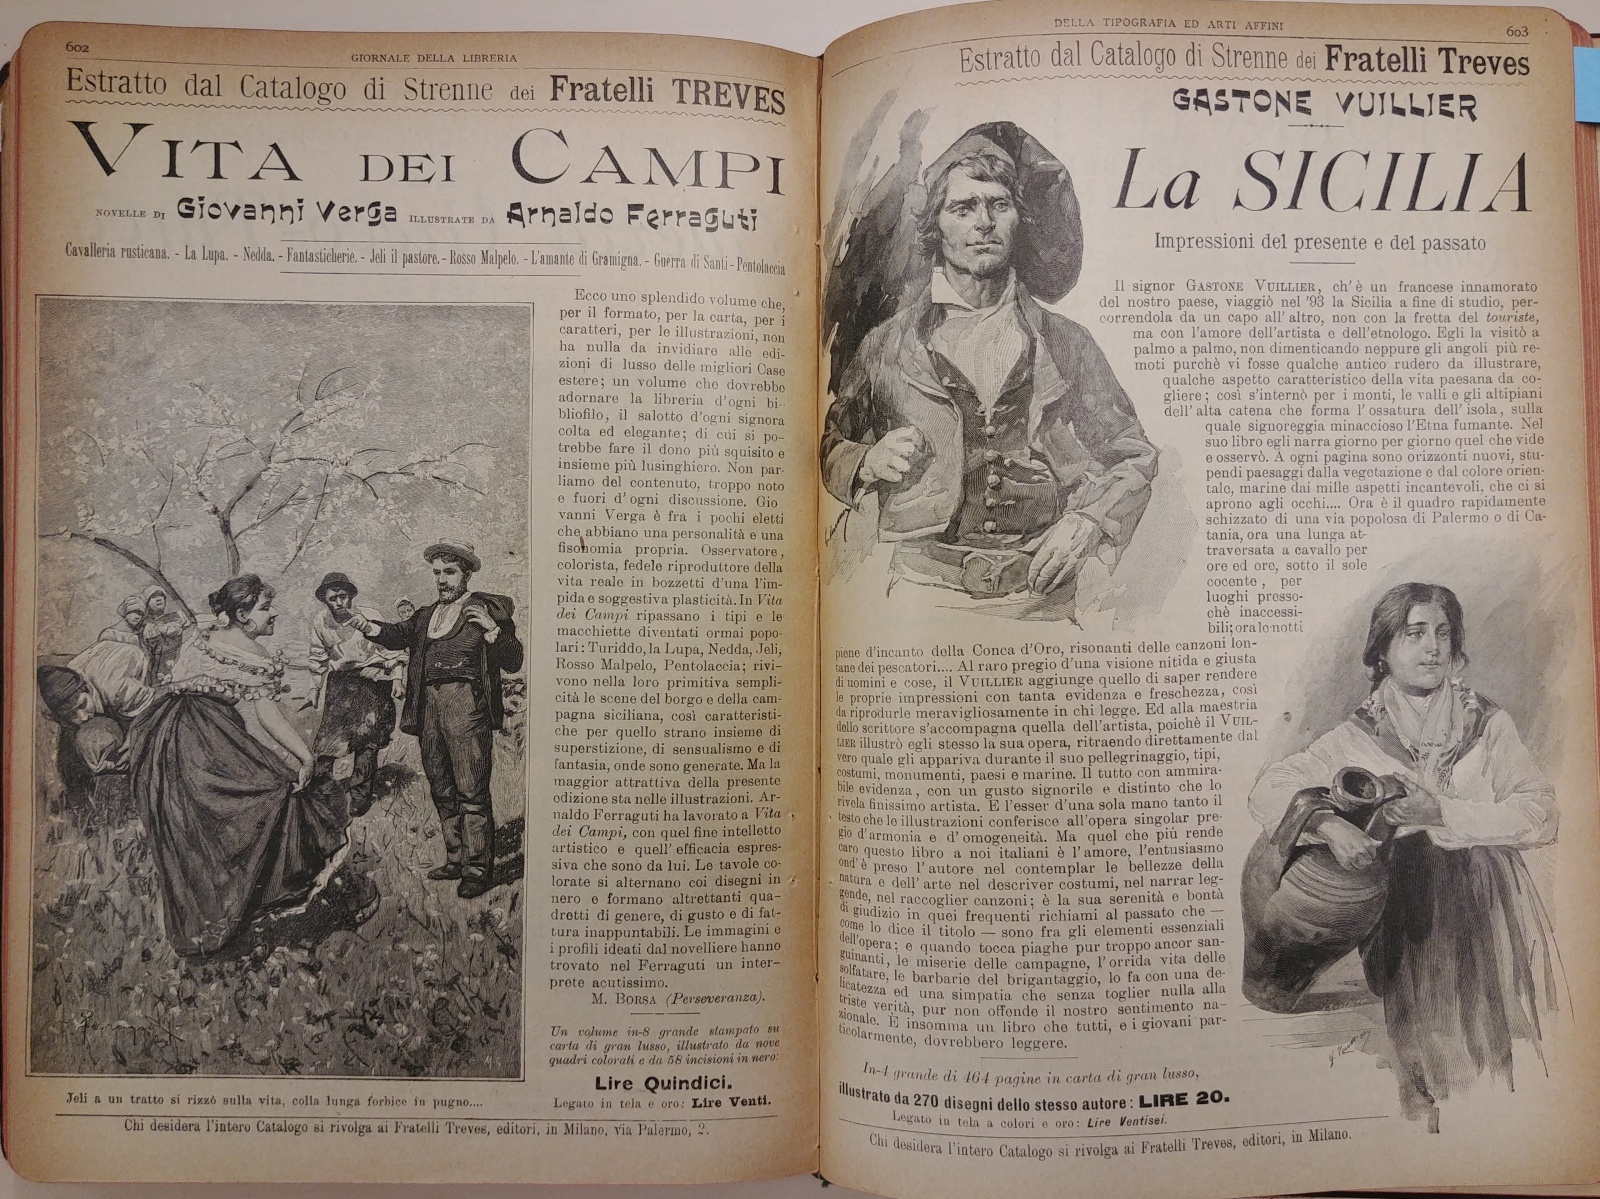 602
GIORNALE DELLA LIBRERIA
Estratto dal Catalogo di Strenne dei Fratelli TREVES
VITA DEI CAMPI
NOVELLE DI Giovanni Verga ILLUSTRATE DA Arnaldo Ferraguti
Cavalleria rusticana. - La Lupa. - Nedda. - Fantasticherie. - Jeli il pastore. - Rosso Malpelo. - L'amante di Gramigna. - Guerra di Santi - Pentolaccia
Ecco uno splendido volume che,
per il formato, per la carta, per i
caratteri, per le illustrazioni, non
ha nulla da invidiare alle edi-
zioni di lusso delle migliori Case
estere; un volume che dovrebbe
adornare la libreria d'ogni bi-
bliofilo, il salotto d'ogni signora
colta ed elegante; di cui si po-
trebbe fare il dono più squisito e
insieme più lusinghiero. Non par-
liamo del contenuto, troppo noto
e fuori d'ogni discussione. Gio
vanni Verga è fra i pochi eletti
che abbiano una personalità e una
fisonomia propria. Osservatore,
colorista, fedele riproduttore della
vita reale in bozzetti d'una l'im-
pida e soggestiva plasticità. In Vita
dei Campi ripassano i tipi e le
macchiette diventati ormai popo-
lari: Turiddo, la Lupa, Nedda, Jeli,
Rosso Malpelo, Pentolaccia; rivi-
vono nella loro primitiva sempli-
cità le scene del borgo e della cam-
pagna siciliana, così caratteristi-
che per quello strano insieme di
superstizione, di sensualismo e di
fantasia, onde sono generate. Ma la
maggior attrattiva della presente
edizione sta nelle illustrazioni. Ar-
naldo Ferraguti ha lavorato a Vita
dei Campi, con quel fine intelletto
artistico e quell' efficacia espres-
siva che sono da lui. Le tavole co-
lorate si alternano coi disegni in
nero e formano altrettanti qua-
dretti di genere, di gusto e di fat-
tura inappuntabili. Le immagini e
i profili ideati dal novelliere hanno
trovato nel Ferraguti un inter-
prete acutissimo.
M. BORSA (Perseveranza).
Un volume in-8 grande stampato su
carta di gran lusso, illustrato da nove
quadri colorati e da 58 incisioni in nero:
Lire Quindici.
Legato in tela e oro: Lire Venti.
Jeli a un tratto si rizzò sulla vita, colla lunga forbice in pugno....
Chi desidera l'intero Catalogo si rivolga ai Fratelli Treves, editori, in Milano, via Palermo, 2.
DELLA TIPOGRAFIA ED ARTI AFFINI
603
Estratto dal Catalogo di Strenne dei Fratelli Treves
GASTONE VUILLIER
La SICILIA
Impressioni del presente e del passato
Il signor GASTONE VUILLIER, ch'è un francese innamorato
del nostro paese, viaggiò nel '93 la Sicilia a fine di studio, per-
correndola da un capo all'altro, non con la fretta del touriste,
ma con l'amore dell'artista e dell'etnologo. Egli la visitò a
palmo a palmo, non dimenticando neppure gli angoli più re-
moti purchè vi fosse qualche antico rudero da illustrare,
qualche aspetto caratteristico della vita paesana da co-
gliere; così s'internò per i monti, le valli e gli altipiani
dell'alta catena che forma l'ossatura dell'isola, sulla
quale signoreggia minaccioso l'Etna fumante. Nel
suo libro egli narra giorno per giorno quel che vide
e osservò. A ogni pagina sono orizzonti nuovi, stu-
pendi paesaggi dalla vegetazione e dal colore orien-
tale, marine dai mille aspetti incantevoli, che ci si
aprono agli occhi.... Ora è il quadro rapidamente
schizzato di una via popolosa di Palermo o di Ca-
tania, ora una lunga at-
traversata a cavallo per
ore ed ore, sotto il sole
cocente, per
luoghi presso-
chè inaccessi-
bili; ora le notti
piene d'incanto della Conca d'Oro, risonanti delle canzoni lon-
tane dei pescatori.... Al raro pregio d'una visione nitida e giusta
di uomini e cose, il VUILLIER aggiunge quello di saper rendere
le proprie impressioni con tanta evidenza e freschezza, così
da riprodurle meravigliosamente in chi legge. Ed alla maestria
dello scrittore s'accompagna quella dell'artista, poichè il VUIL-
LIER illustrò egli stesso la sua opera, ritraendo direttamente dal
vero quale gli appariva durante il suo pellegrinaggio, tipi,
costumi, monumenti, paesi e marine. Il tutto con ammira-
bile evidenza, con un gusto signorile e distinto che lo
rivela finissimo artista. E l'esser d'una sola mano tanto il
testo che le illustrazioni conferisce all'opera singolar pre-
gio d'armonia e d'omogeneità. Ma quel che più rende
caro questo libro a noi italiani è l'amore, l'entusiasmo
ond'è preso l'autore nel contemplar le bellezze della
natura e dell'arte nel descriver costumi, nel narrar leg-
gende, nel raccoglier canzoni; è la sua serenità e bontà
di giudizio in quei frequenti richiami al passato che —
come lo dice il titolo — sono fra gli elementi essenziali
dell'opera; e quando tocca piaghe pur troppo ancor san-
guinanti, le miserie delle campagne, l'orrida vita delle
solfatare, le barbarie del brigantaggio, lo fa con una de-
licatezza ed una simpatia che senza toglier nulla alla
triste verità, pur non offende il nostro sentimento na-
zionale. È insomma un libro che tutti, e i giovani par-
ticolarmente, dovrebbero leggere.
In-4 grande di 464 pagine in carta di gran lusso,
illustrato da 270 disegni dello stesso autore: LIRE 20.
Legato in tela a colori e oro: Lire Ventisei.
Chi desidera l'intero Catalogo si rivolga ai Fratelli Treves, editori, in Milano.